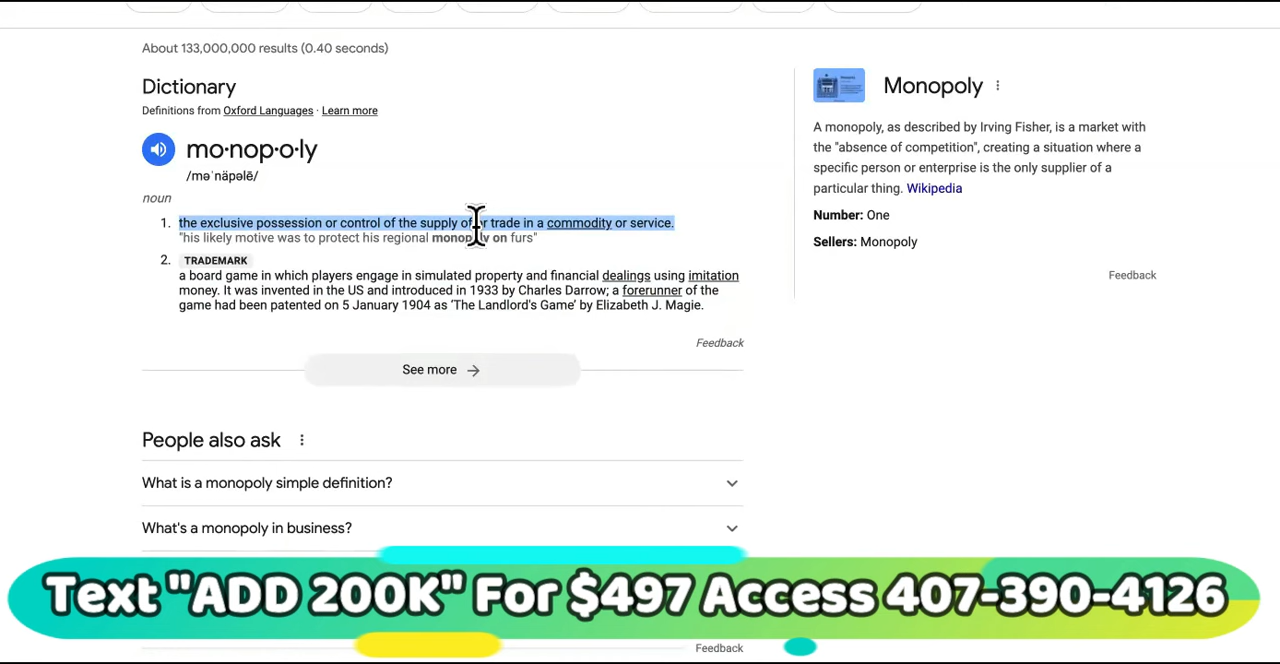 About 133,000,000 results (0.40 seconds)
Dictionary
Definitions from Oxford Languages · Learn more
mo·nop·o·ly
/məˈnäpəlē/
noun
1. the exclusive possession or control of the supply of or trade in a commodity or service.
"his likely motive was to protect his regional monopoly on furs"
2. TRADEMARK
a board game in which players engage in simulated property and financial dealings using imitation
money. It was invented in the US and introduced in 1933 by Charles Darrow; a forerunner of the
game had been patented on 5 January 1904 as ‘The Landlord's Game’ by Elizabeth J. Magie.
Feedback
See more
People also ask
What is a monopoly simple definition?
What's a monopoly in business?
Feedback
Monopoly
A monopoly, as described by Irving Fisher, is a market with
the "absence of competition", creating a situation where a
specific person or enterprise is the only supplier of a
particular thing. Wikipedia
Number: One
Sellers: Monopoly
Feedback
Text "ADD 200K" For $497 Access 407-390-4126